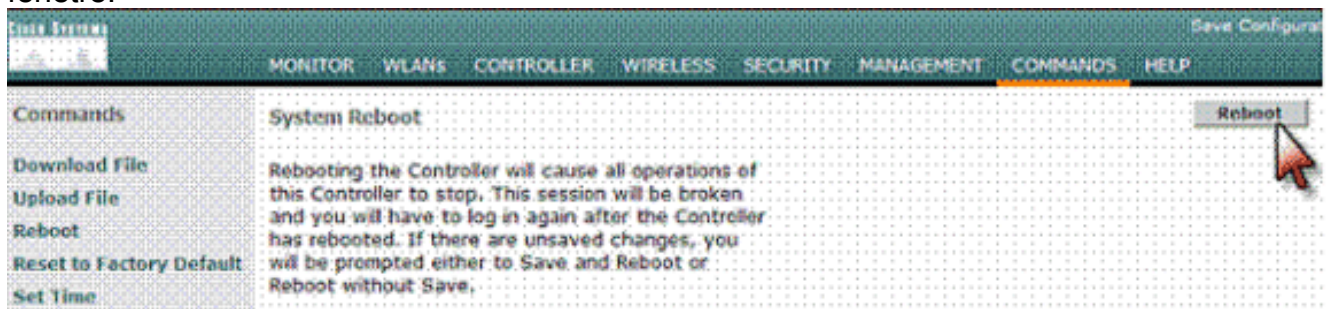 Cisco Systems
Save Configurat
MONITOR WLANs CONTROLLER WIRELESS SECURITY MANAGEMENT COMMANDS HELP
Commands
Download File
Upload File
Reboot
Reset to Factory Default
Set Time
System Reboot
Reboot
Rebooting the Controller will cause all operations of
this Controller to stop. This session will be broken
and you will have to log in again after the Controller
has rebooted. If there are unsaved changes, you
will be prompted either to Save and Reboot or
Reboot without Save.